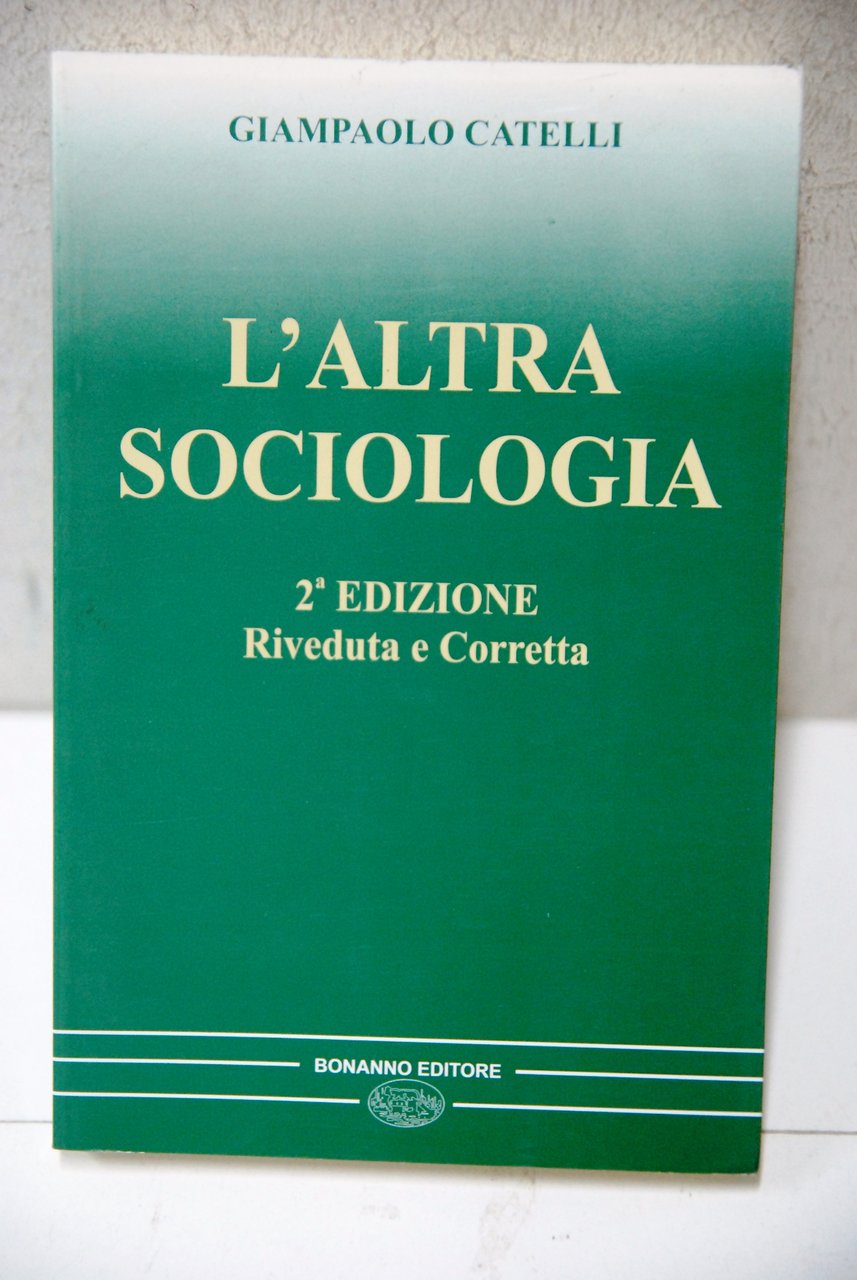 GIAMPAOLO CATELLI
L’ALTRA
SOCIOLOGIA
2ª EDIZIONE
Riveduta e Corretta
BONANNO EDITORE